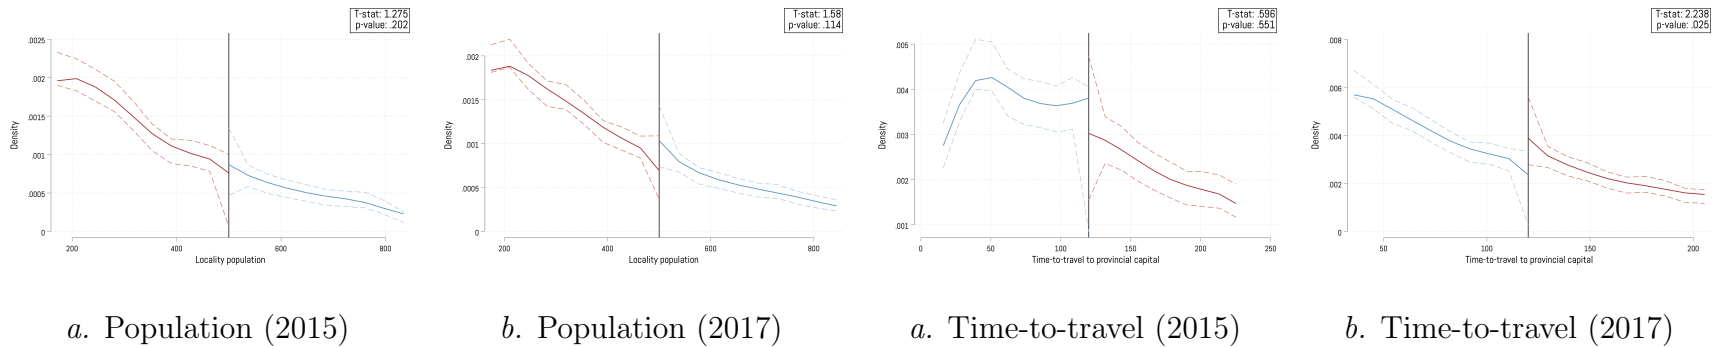 T-stat: 1.275
p-value: .202
.0025
.002
.0015
.001
.0005
0
Density
200
400
600
800
Locality population
a. Population (2015)
T-stat: 1.58
p-value: .114
.002
.0015
.001
.0005
0
Density
200
400
600
800
Locality population
b. Population (2017)
T-stat: .596
p-value: .551
.005
.004
.003
.002
.001
Density
0
50
100
150
200
250
Time-to-travel to provincial capital
a. Time-to-travel (2015)
T-stat: 2.238
p-value: .025
.008
.006
.004
.002
0
Density
50
100
150
200
Time-to-travel to provincial capital
b. Time-to-travel (2017)